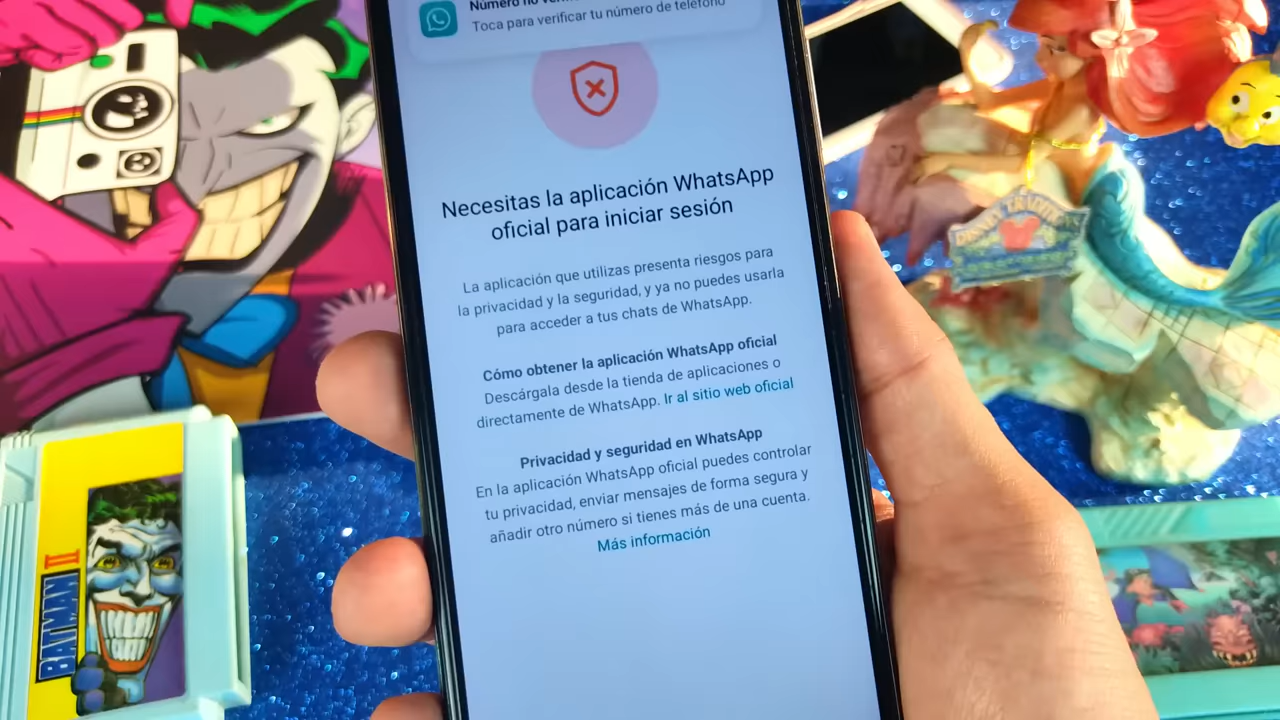 Número no
Toca para verificar tu número de teléfono
Necesitas la aplicación WhatsApp
oficial para iniciar sesión
La aplicación que utilizas presenta riesgos para
la privacidad y la seguridad, y ya no puedes usarla
para acceder a tus chats de WhatsApp.
Cómo obtener la aplicación WhatsApp oficial
Descárgala desde la tienda de aplicaciones o
directamente de WhatsApp. Ir al sitio web oficial
Privacidad y seguridad en WhatsApp
En la aplicación WhatsApp oficial puedes controlar
tu privacidad, enviar mensajes de forma segura y
añadir otro número si tienes más de una cuenta.
Más información
BATMAN II
DISNEY TRADITIONS